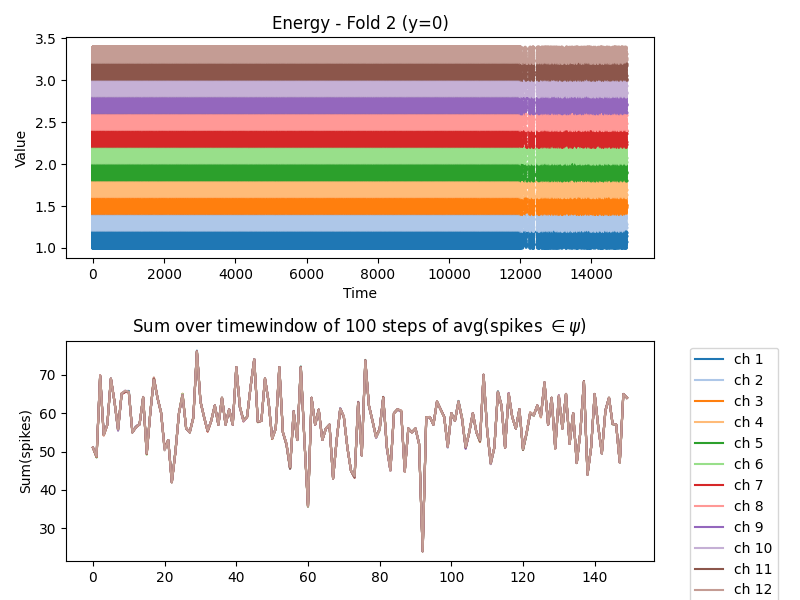 Energy - Fold 2 (y=0)
Value
3.5
3.0
2.5
2.0
1.5
1.0
0 2000 4000 6000 8000 10000 12000 14000
Time
Sum over timewindow of 100 steps of avg(spikes ∈ψ)
Sum(spikes)
70
60
50
40
30
0 20 40 60 80 100 120 140
ch 1
ch 2
ch 3
ch 4
ch 5
ch 6
ch 7
ch 8
ch 9
ch 10
ch 11
ch 12